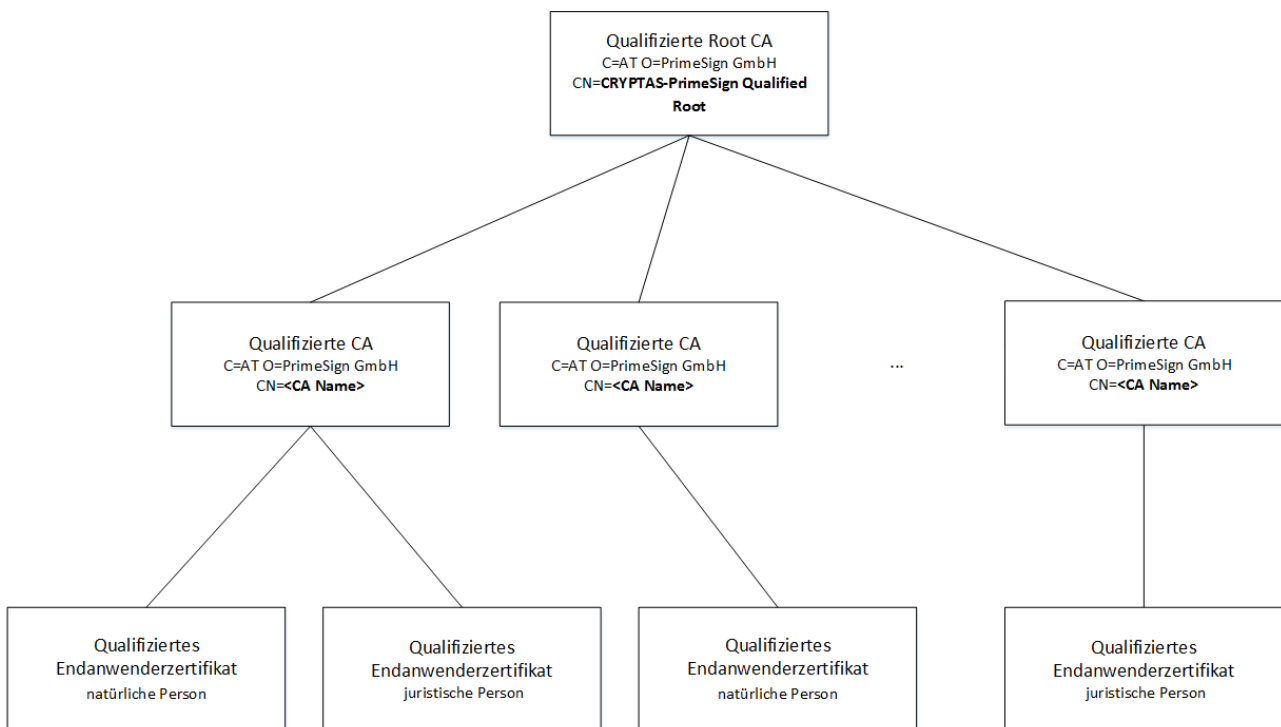 Qualifizierte Root CA
C=AT O=PrimeSign GmbH
CN=CRYPTAS-PrimeSign Qualified
Root
Qualifizierte CA
C=AT O=PrimeSign GmbH
CN=<CA Name>
Qualifizierte CA
C=AT O=PrimeSign GmbH
CN=<CA Name>
...
Qualifizierte CA
C=AT O=PrimeSign GmbH
CN=<CA Name>
Qualifiziertes
Endanwenderzertifikat
natürliche Person
Qualifiziertes
Endanwenderzertifikat
juristische Person
Qualifiziertes
Endanwenderzertifikat
natürliche Person
Qualifiziertes
Endanwenderzertifikat
juristische Person